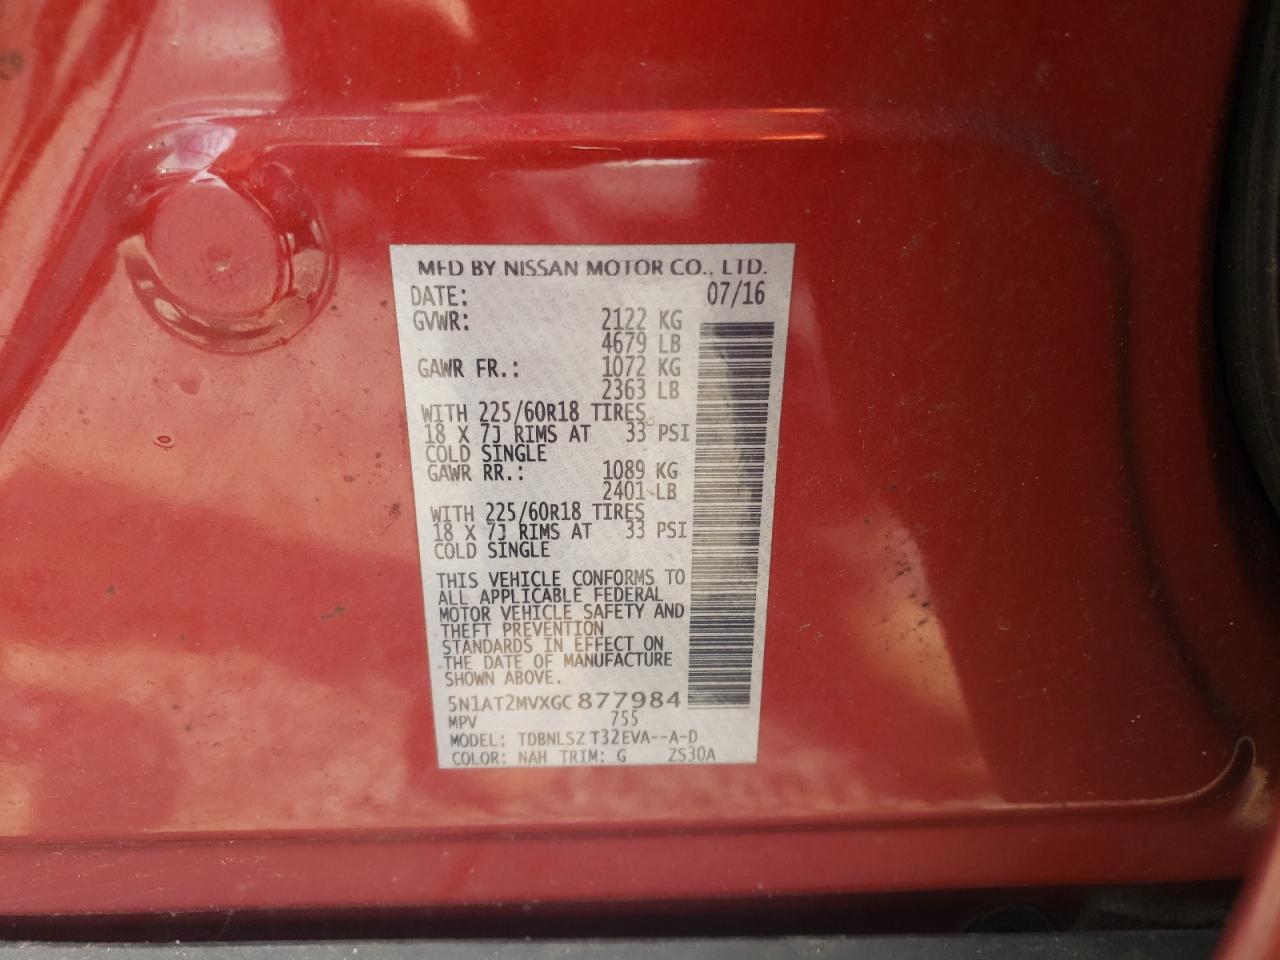 MFD BY NISSAN MOTOR CO., LTD.
DATE: 07/16
GVWR: 2122 KG
4679 LB
GAWR FR.: 1072 KG
2363 LB
WITH 225/60R18 TIRES
18 X 7J RIMS AT 33 PSI
COLD SINGLE
GAWR RR.: 1089 KG
2401 LB
WITH 225/60R18 TIRES
18 X 7J RIMS AT 33 PSI
COLD SINGLE
THIS VEHICLE CONFORMS TO
ALL APPLICABLE FEDERAL
MOTOR VEHICLE SAFETY AND
THEFT PREVENTION
STANDARDS IN EFFECT ON
THE DATE OF MANUFACTURE
SHOWN ABOVE.
5N1AT2MVXGC877984
MPV 755
MODEL: TDBNLSZ T32EVA--A-D
COLOR: NAH TRIM: G ZS30A